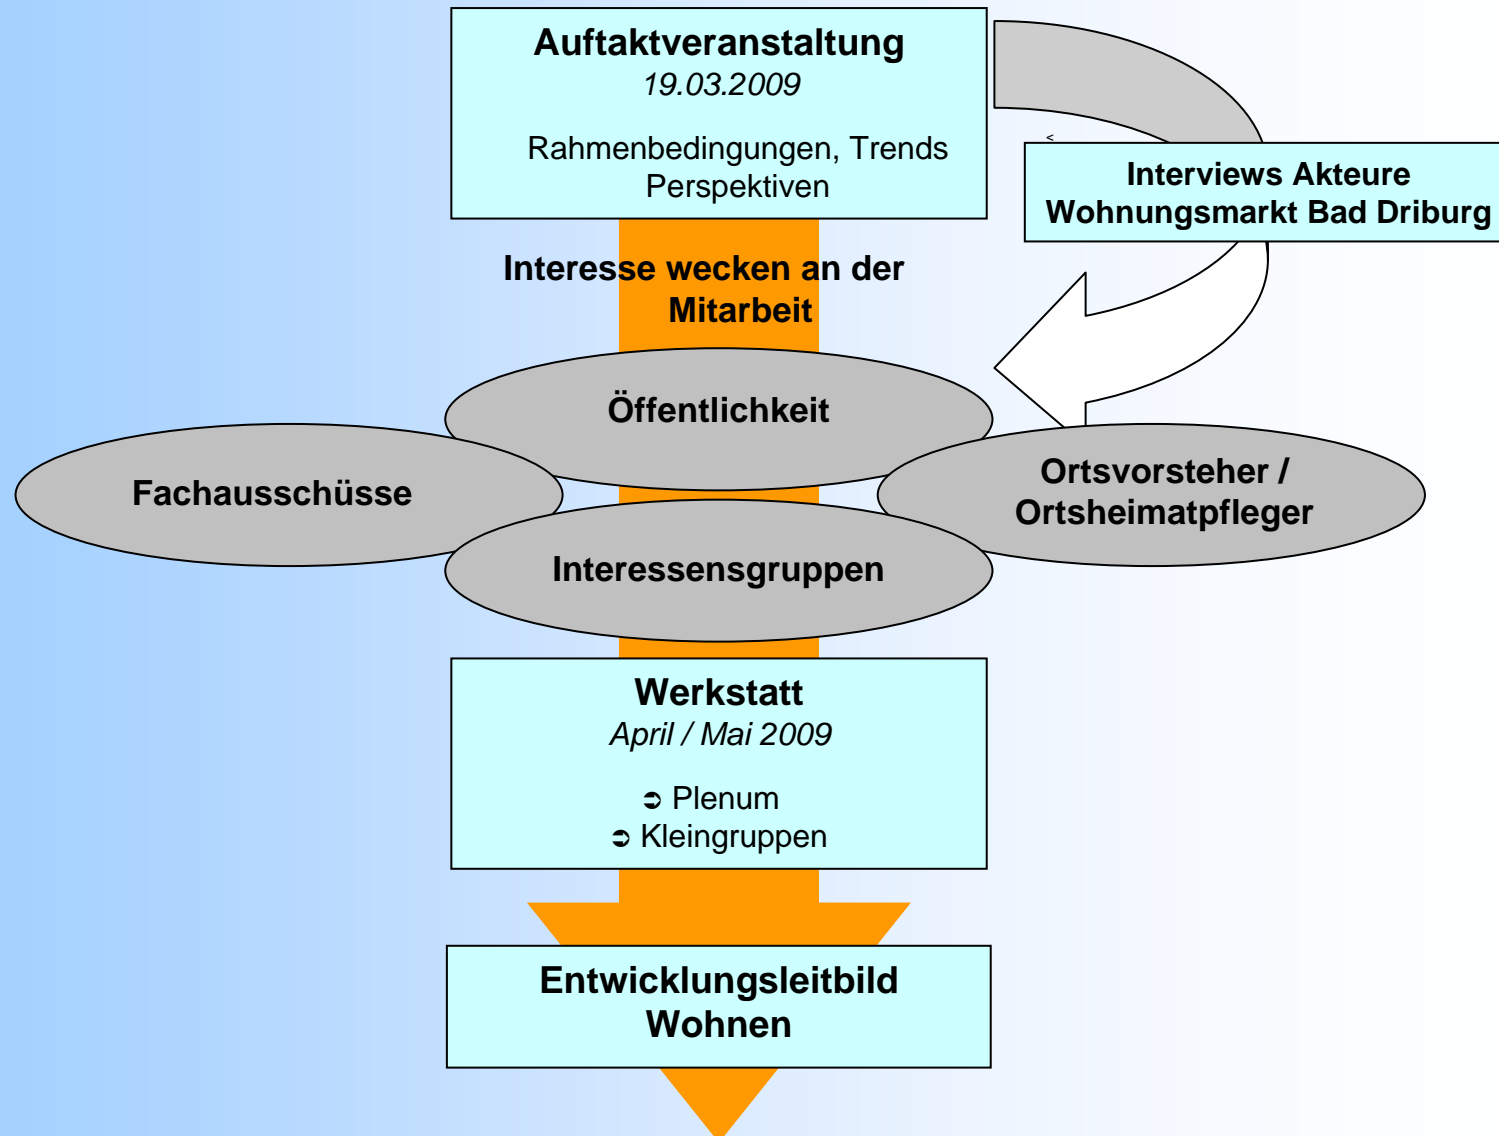 Auftaktveranstaltung
19.03.2009
Rahmenbedingungen, Trends
Perspektiven
<
Interviews Akteure
Wohnungsmarkt Bad Driburg
Interesse wecken an der
Mitarbeit
Öffentlichkeit
Fachausschüsse
Ortsvorsteher /
Ortsheimatpfleger
Interessensgruppen
Werkstatt
April / Mai 2009
➲ Plenum
➲ Kleingruppen
Entwicklungsleitbild
Wohnen